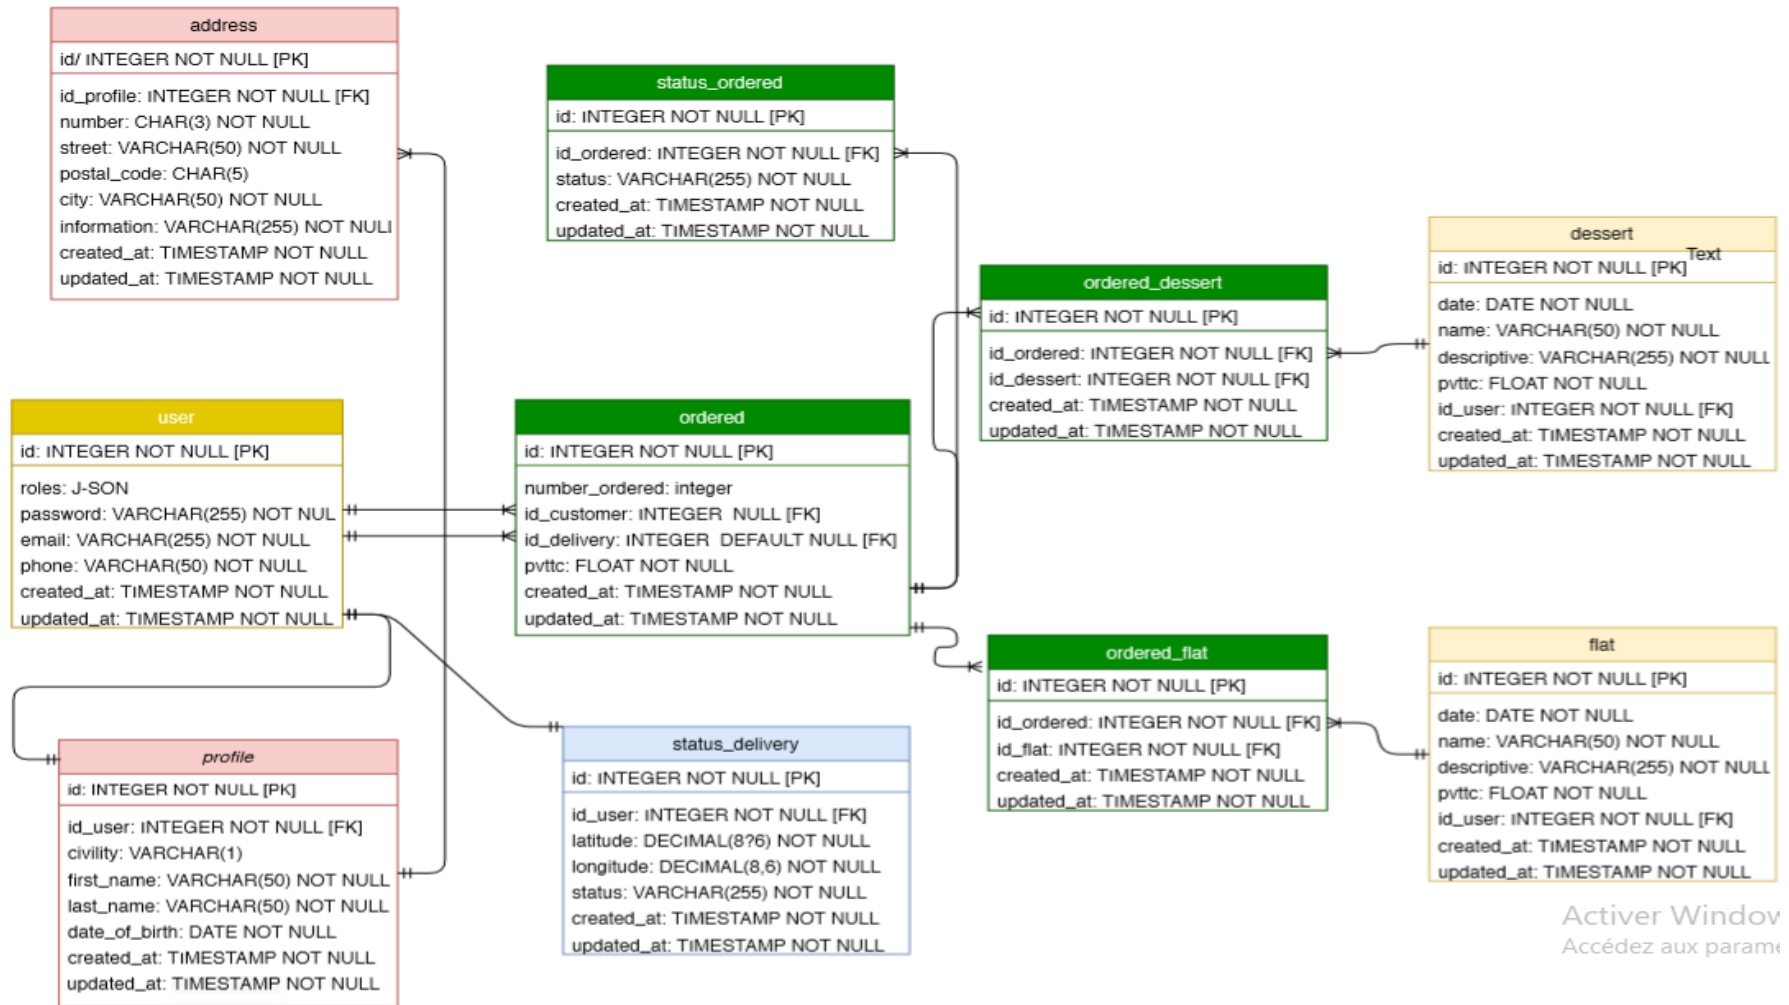 address
id/ INTEGER NOT NULL [PK]
id_profile: INTEGER NOT NULL [FK]
number: CHAR(3) NOT NULL
street: VARCHAR(50) NOT NULL
postal_code: CHAR(5)
city: VARCHAR(50) NOT NULL
information: VARCHAR(255) NOT NULI
created_at: TIMESTAMP NOT NULL
updated_at: TIMESTAMP NOT NULL
status_ordered
id: INTEGER NOT NULL [PK]
id_ordered: INTEGER NOT NULL [FK]
status: VARCHAR(255) NOT NULL
created_at: TIMESTAMP NOT NULL
updated_at: TIMESTAMP NOT NULL
ordered_dessert
id: INTEGER NOT NULL [PK]
id_ordered: INTEGER NOT NULL [FK]
id_dessert: INTEGER NOT NULL [FK]
created_at: TIMESTAMP NOT NULL
updated_at: TIMESTAMP NOT NULL
dessert
Text
id: INTEGER NOT NULL [PK]
date: DATE NOT NULL
name: VARCHAR(50) NOT NULL
descriptive: VARCHAR(255) NOT NULL
pvttc: FLOAT NOT NULL
id_user: INTEGER NOT NULL [FK]
created_at: TIMESTAMP NOT NULL
updated_at: TIMESTAMP NOT NULL
user
id: INTEGER NOT NULL [PK]
roles: J-SON
password: VARCHAR(255) NOT NUL
email: VARCHAR(255) NOT NULL
phone: VARCHAR(50) NOT NULL
created_at: TIMESTAMP NOT NULL
updated_at: TIMESTAMP NOT NULL
ordered
id: INTEGER NOT NULL [PK]
number_ordered: integer
id_customer: INTEGER NULL [FK]
id_delivery: INTEGER DEFAULT NULL [FK]
pvttc: FLOAT NOT NULL
created_at: TIMESTAMP NOT NULL
updated_at: TIMESTAMP NOT NULL
ordered_flat
id: INTEGER NOT NULL [PK]
id_ordered: INTEGER NOT NULL [FK]
id_flat: INTEGER NOT NULL [FK]
created_at: TIMESTAMP NOT NULL
updated_at: TIMESTAMP NOT NULL
flat
id: INTEGER NOT NULL [PK]
date: DATE NOT NULL
name: VARCHAR(50) NOT NULL
descriptive: VARCHAR(255) NOT NULL
pvttc: FLOAT NOT NULL
id_user: INTEGER NOT NULL [FK]
created_at: TIMESTAMP NOT NULL
updated_at: TIMESTAMP NOT NULL
profile
id: INTEGER NOT NULL [PK]
id_user: INTEGER NOT NULL [FK]
civility: VARCHAR(1)
first_name: VARCHAR(50) NOT NULL
last_name: VARCHAR(50) NOT NULL
date_of_birth: DATE NOT NULL
created_at: TIMESTAMP NOT NULL
updated_at: TIMESTAMP NOT NULL
status_delivery
id: INTEGER NOT NULL [PK]
id_user: INTEGER NOT NULL [FK]
latitude: DECIMAL(8?6) NOT NULL
longitude: DECIMAL(8,6) NOT NULL
status: VARCHAR(255) NOT NULL
created_at: TIMESTAMP NOT NULL
updated_at: TIMESTAMP NOT NULL
Activer Window
Accédez aux paramè